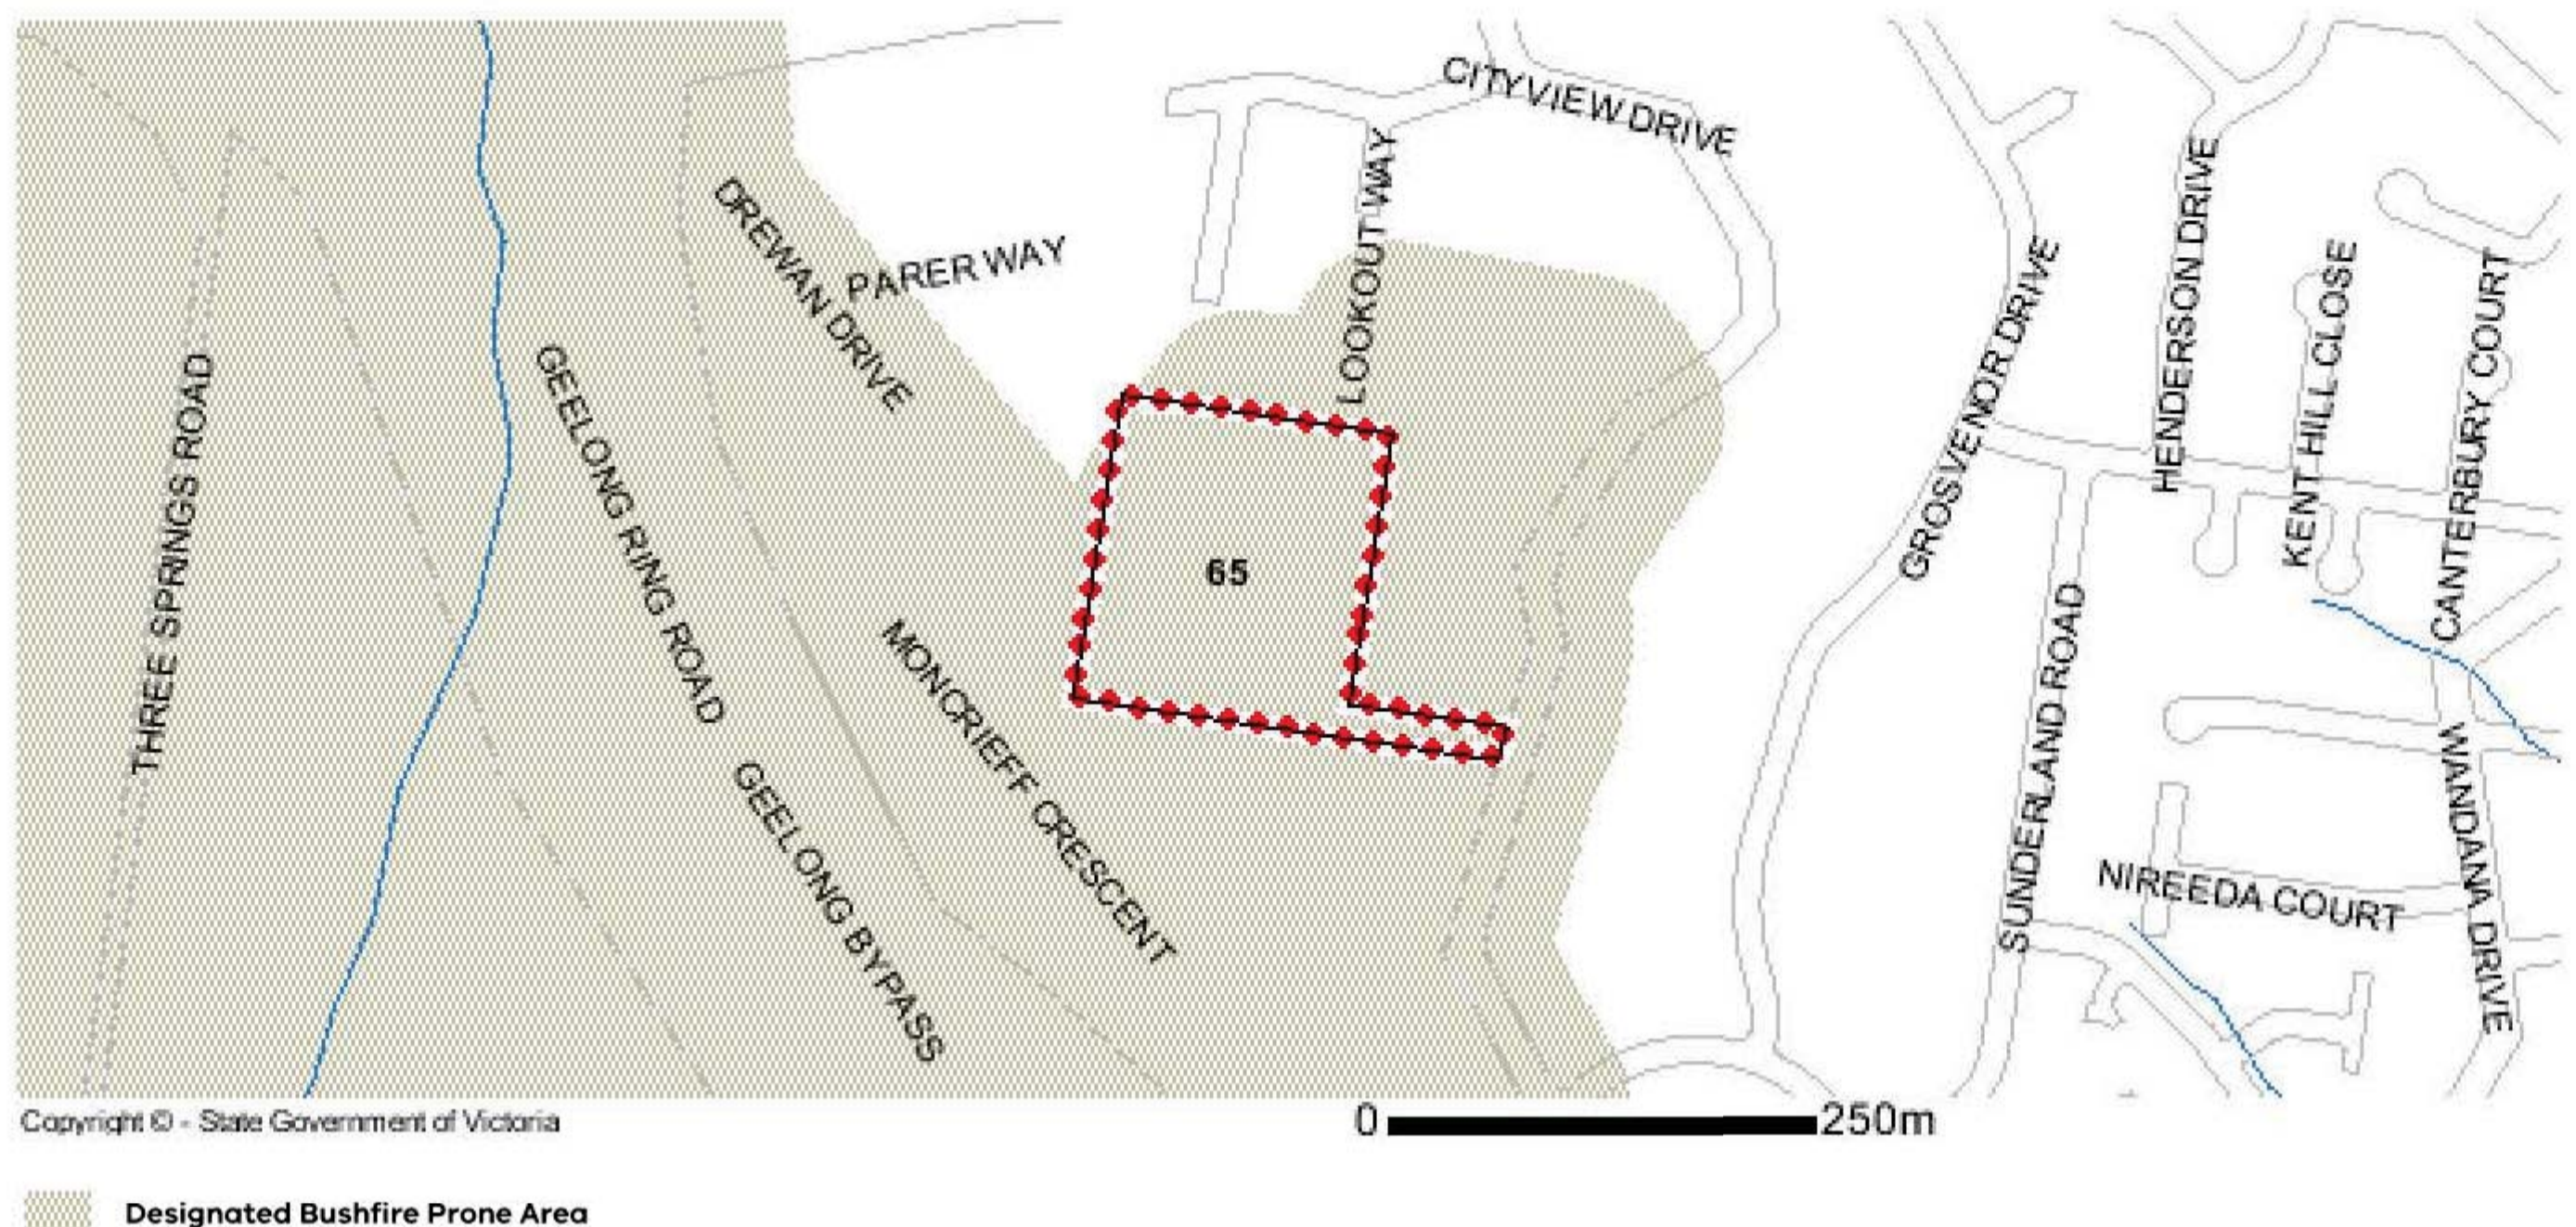 CITYVIEW DRIVE
LOOKOUT WAY
DREWAN DRIVE
PARER WAY
HENDERSON DRIVE
GROSVENOR DRIVE
KENT HILL CLOSE
CANTERBURY COURT
THREE SPRINGS ROAD
GEELONG RING ROAD
65
MONCRIEFF CRESCENT
SUNDERLAND ROAD
GEELONG BYPASS
NIREEDA COURT
WANDANA DRIVE
Copyright © - State Government of Victoria
0 250m
Designated Bushfire Prone Area